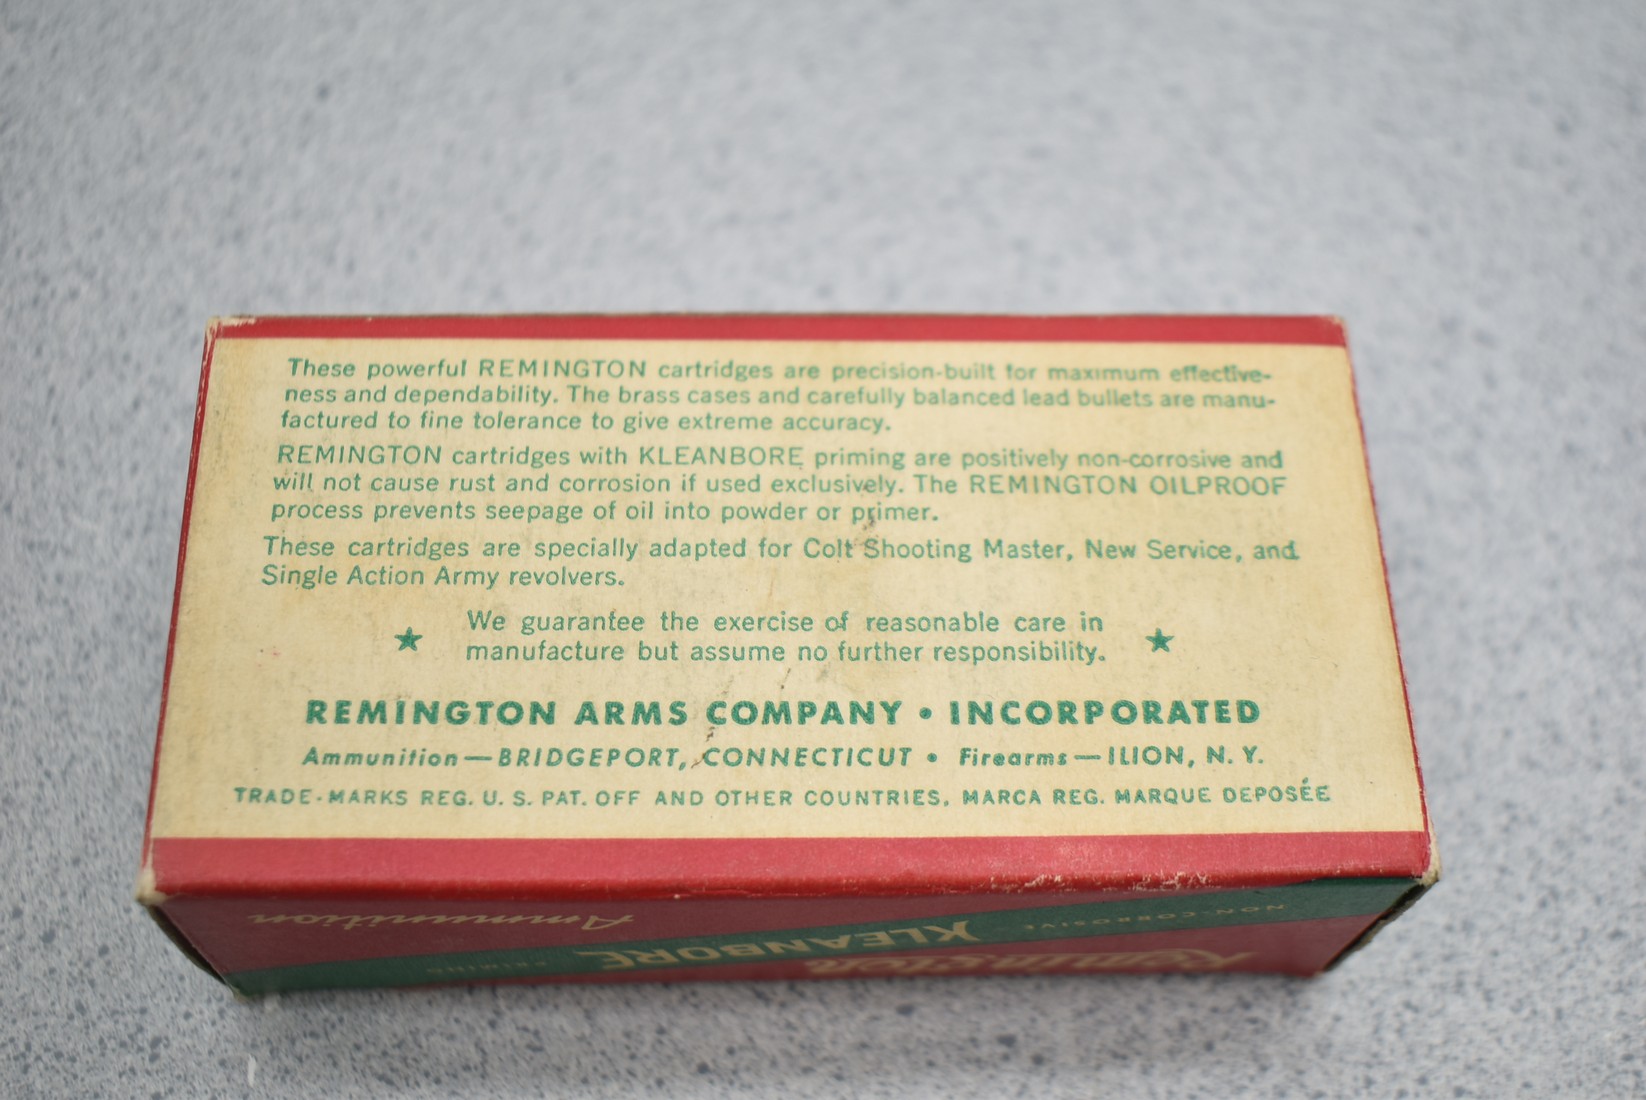 These powerful REMINGTON cartridges are precision-built for maximum effective-
ness and dependability. The brass cases and carefully balanced lead bullets are manu-
factured to fine tolerance to give extreme accuracy.
REMINGTON cartridges with KLEANBORE priming are positively non-corrosive and
will not cause rust and corrosion if used exclusively. The REMINGTON OILPROOF
process prevents seepage of oil into powder or primer.
These cartridges are specially adapted for Colt Shooting Master, New Service, and
Single Action Army revolvers.
We guarantee the exercise of reasonable care in
★ manufacture but assume no further responsibility. ★
REMINGTON ARMS COMPANY • INCORPORATED
Ammunition—BRIDGEPORT, CONNECTICUT • Firearms—ILION, N. Y.
TRADE-MARKS REG. U. S. PAT. OFF AND OTHER COUNTRIES, MARCA REG. MARQUE DEPOSÉE
Remington
NON-CORROSIVE KLEANBORE PRIMING
Ammunition